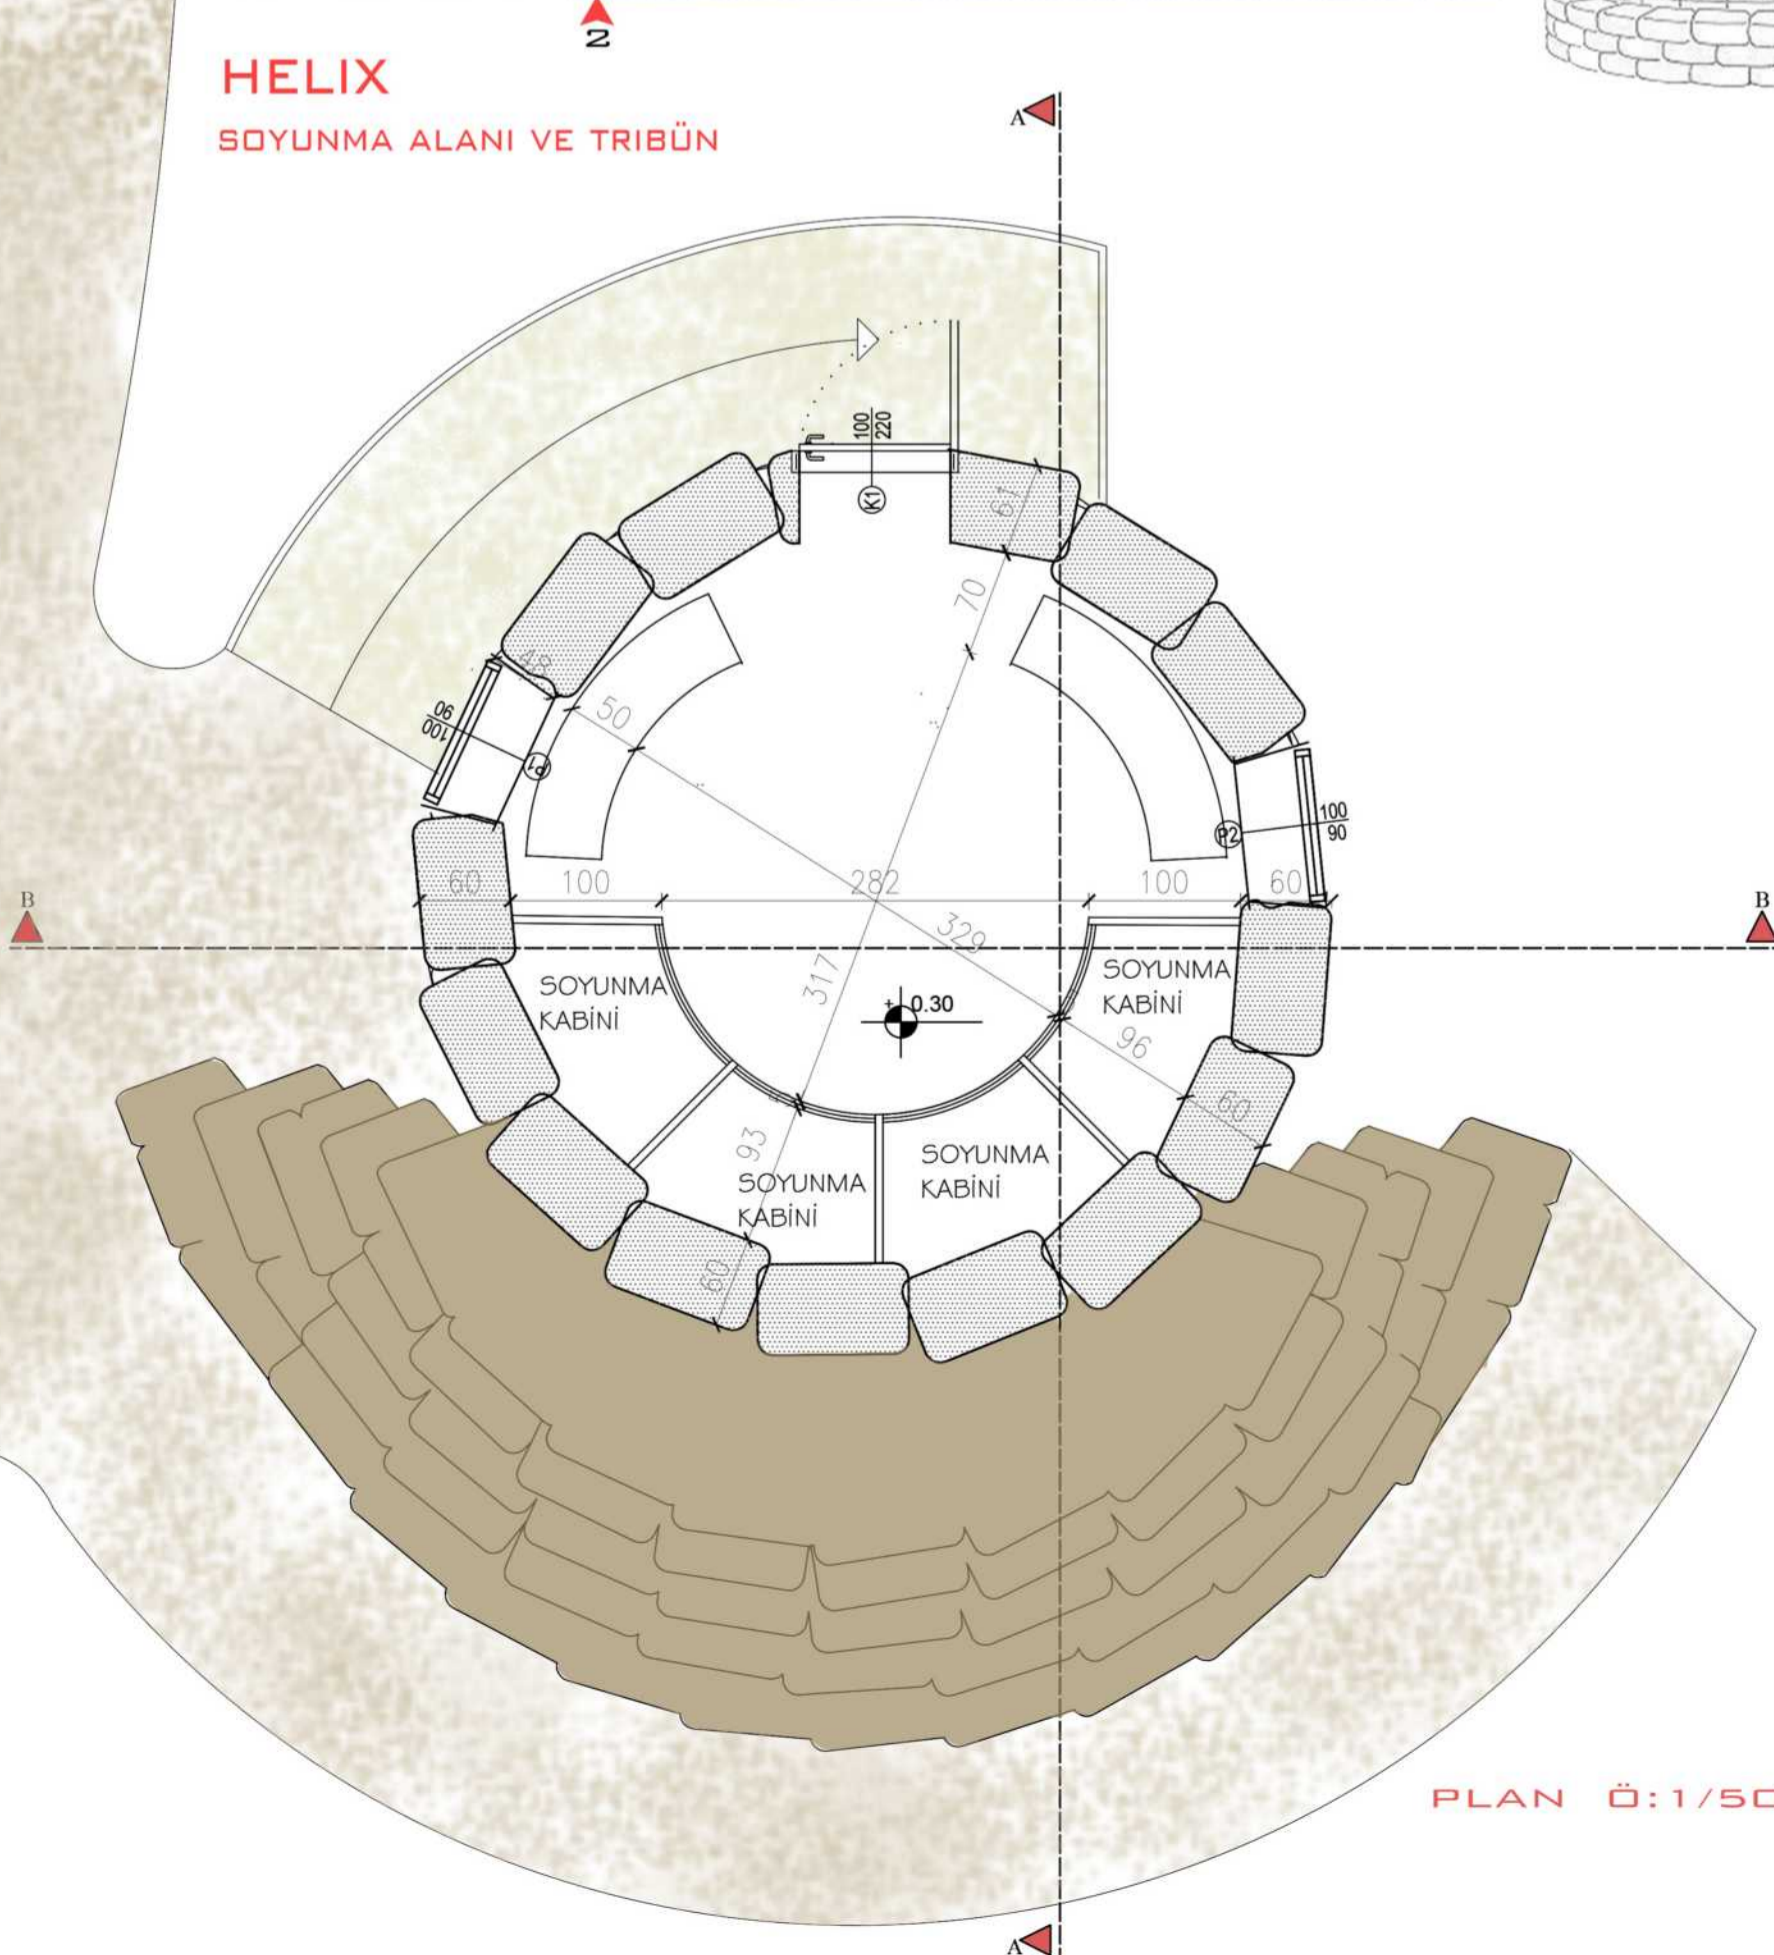 2
HELIX
SOYUNMA ALANI VE TRIBÜN
A
100
220
K1
61
70
48
50
90
100
P1
P2
100
90
60
100
282
100
60
B
B
329
317
SOYUNMA
KABİNİ
SOYUNMA
KABİNİ
+ 0.30
96
60
93
SOYUNMA
KABİNİ
SOYUNMA
KABİNİ
60
PLAN Ö:1/50
A